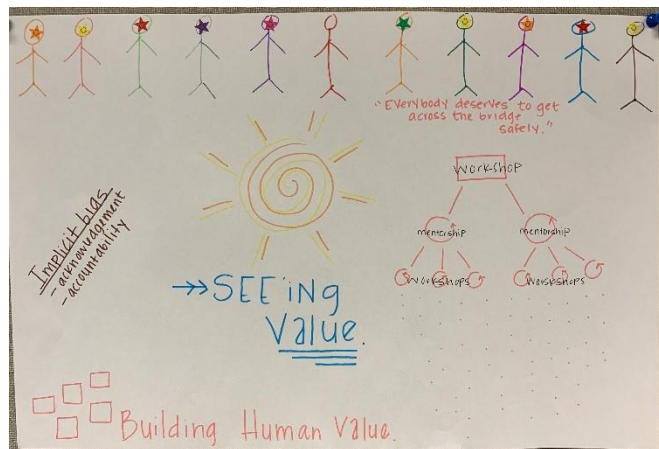 "Everybody deserves to get
across the bridge
safely."
Workshop
mentorship
mentorship
Workshops
Workshops
Implicit bias
- acknowledgement
- accountability
SEEiNg
Value.
Building Human Value.